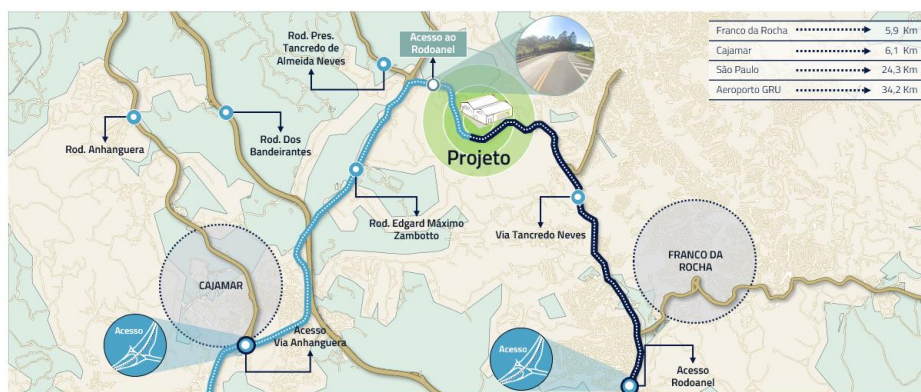 Rod. Pres.
Tancredo de
Almeida Neves
Acesso ao
Rodoanel
Franco da Rocha 5,9 Km
Cajamar 6,1 Km
São Paulo 24,3 Km
Aeroporto GRU 34,2 Km
Rod. Anhanguera
Rod. Dos
Bandeirantes
Projeto
Rod. Edgard Máximo
Zambotto
Via Tancredo Neves
CAJAMAR
FRANCO DA
ROCHA
Acesso
Acesso
Via Anhanguera
Acesso
Acesso
Rodoanel